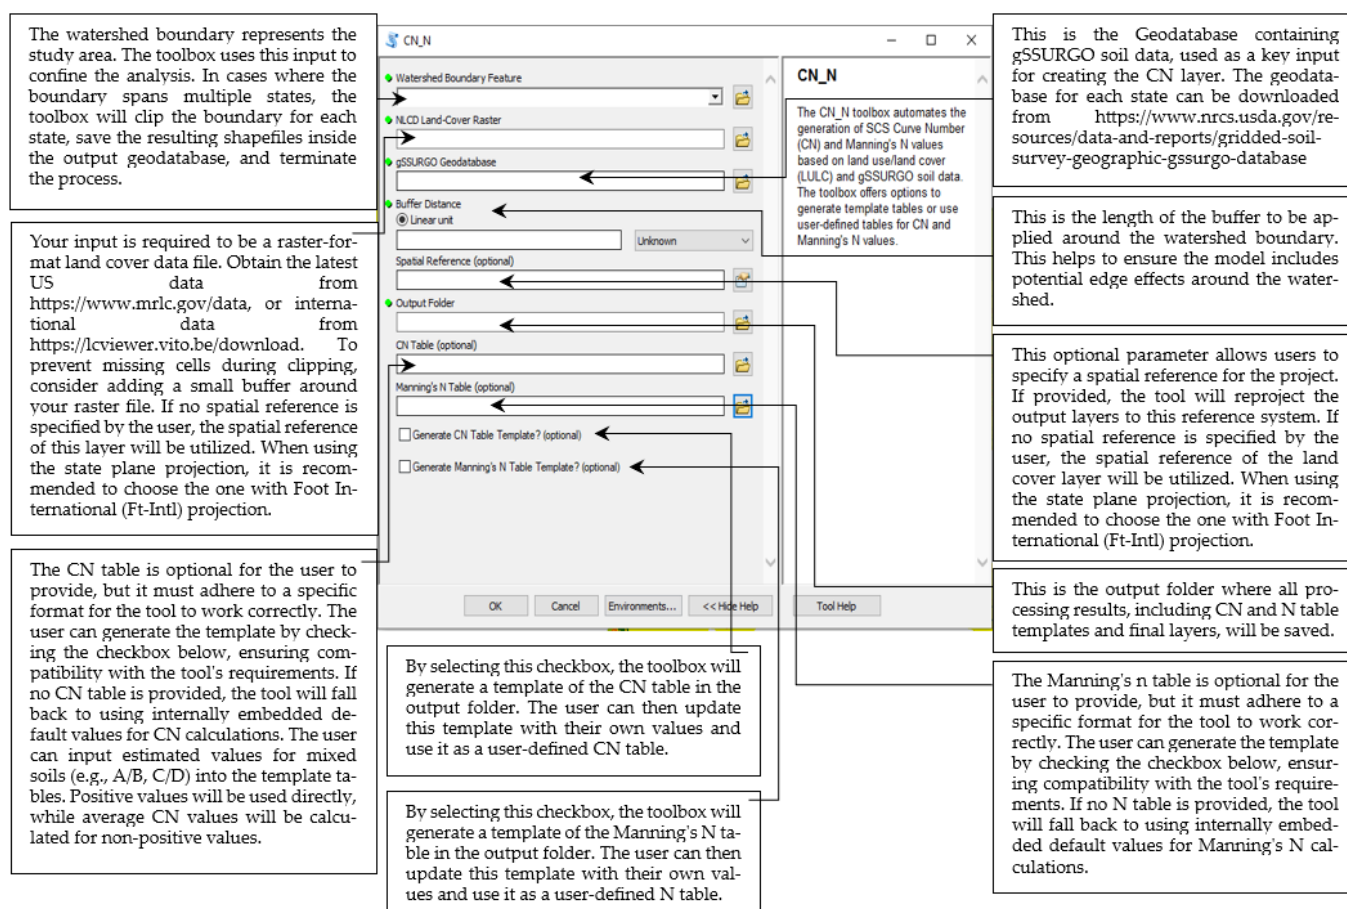 The watershed boundary represents the
study area. The toolbox uses this input to
confine the analysis. In cases where the
boundary spans multiple states, the
toolbox will clip the boundary for each
state, save the resulting shapefiles inside
the output geodatabase, and terminate
the process.
Your input is required to be a raster-for-
mat land cover data file. Obtain the latest
US data from
https://www.mrlc.gov/data, or interna-
tional data from
https://lcviewer.vito.be/download. To
prevent missing cells during clipping,
consider adding a small buffer around
your raster file. If no spatial reference is
specified by the user, the spatial reference
of this layer will be utilized. When using
the state plane projection, it is recom-
mended to choose the one with Foot In-
ternational (Ft-Intl) projection.
The CN table is optional for the user to
provide, but it must adhere to a specific
format for the tool to work correctly. The
user can generate the template by check-
ing the checkbox below, ensuring com-
patibility with the tool's requirements. If
no CN table is provided, the tool will fall
back to using internally embedded de-
fault values for CN calculations. The user
can input estimated values for mixed
soils (e.g., A/B, C/D) into the template ta-
bles. Positive values will be used directly,
while average CN values will be calcu-
lated for non-positive values.
CN_N
Watershed Boundary Feature
NLCD Land-Cover Raster
gSSURGO Geodatabase
Buffer Distance
Linear unit
Unknown
Spatial Reference (optional)
Output Folder
CN Table (optional)
Manning's N Table (optional)
Generate CN Table Template? (optional)
Generate Manning's N Table Template? (optional)
CN_N
The CN_N toolbox automates the
generation of SCS Curve Number
(CN) and Manning's N values
based on land use/land cover
(LULC) and gSSURGO soil data.
The toolbox offers options to
generate template tables or use
user-defined tables for CN and
Manning's N values.
OK
Cancel
Environments...
<< Hide Help
Tool Help
By selecting this checkbox, the toolbox will
generate a template of the CN table in the
output folder. The user can then update
this template with their own values and
use it as a user-defined CN table.
By selecting this checkbox, the toolbox will
generate a template of the Manning's N ta-
ble in the output folder. The user can then
update this template with their own val-
ues and use it as a user-defined N table.
This is the Geodatabase containing
gSSURGO soil data, used as a key input
for creating the CN layer. The geodata-
base for each state can be downloaded
from https://www.nrcs.usda.gov/re-
sources/data-and-reports/gridded-soil-
survey-geographic-gssurgo-database
This is the length of the buffer to be ap-
plied around the watershed boundary.
This helps to ensure the model includes
potential edge effects around the water-
shed.
This optional parameter allows users to
specify a spatial reference for the project.
If provided, the tool will reproject the
output layers to this reference system. If
no spatial reference is specified by the
user, the spatial reference of the land
cover layer will be utilized. When using
the state plane projection, it is recom-
mended to choose the one with Foot In-
ternational (Ft-Intl) projection.
This is the output folder where all pro-
cessing results, including CN and N table
templates and final layers, will be saved.
The Manning's n table is optional for the
user to provide, but it must adhere to a
specific format for the tool to work cor-
rectly. The user can generate the template
by checking the checkbox below, ensur-
ing compatibility with the tool's require-
ments. If no N table is provided, the tool
will fall back to using internally embed-
ded default values for Manning's N cal-
culations.